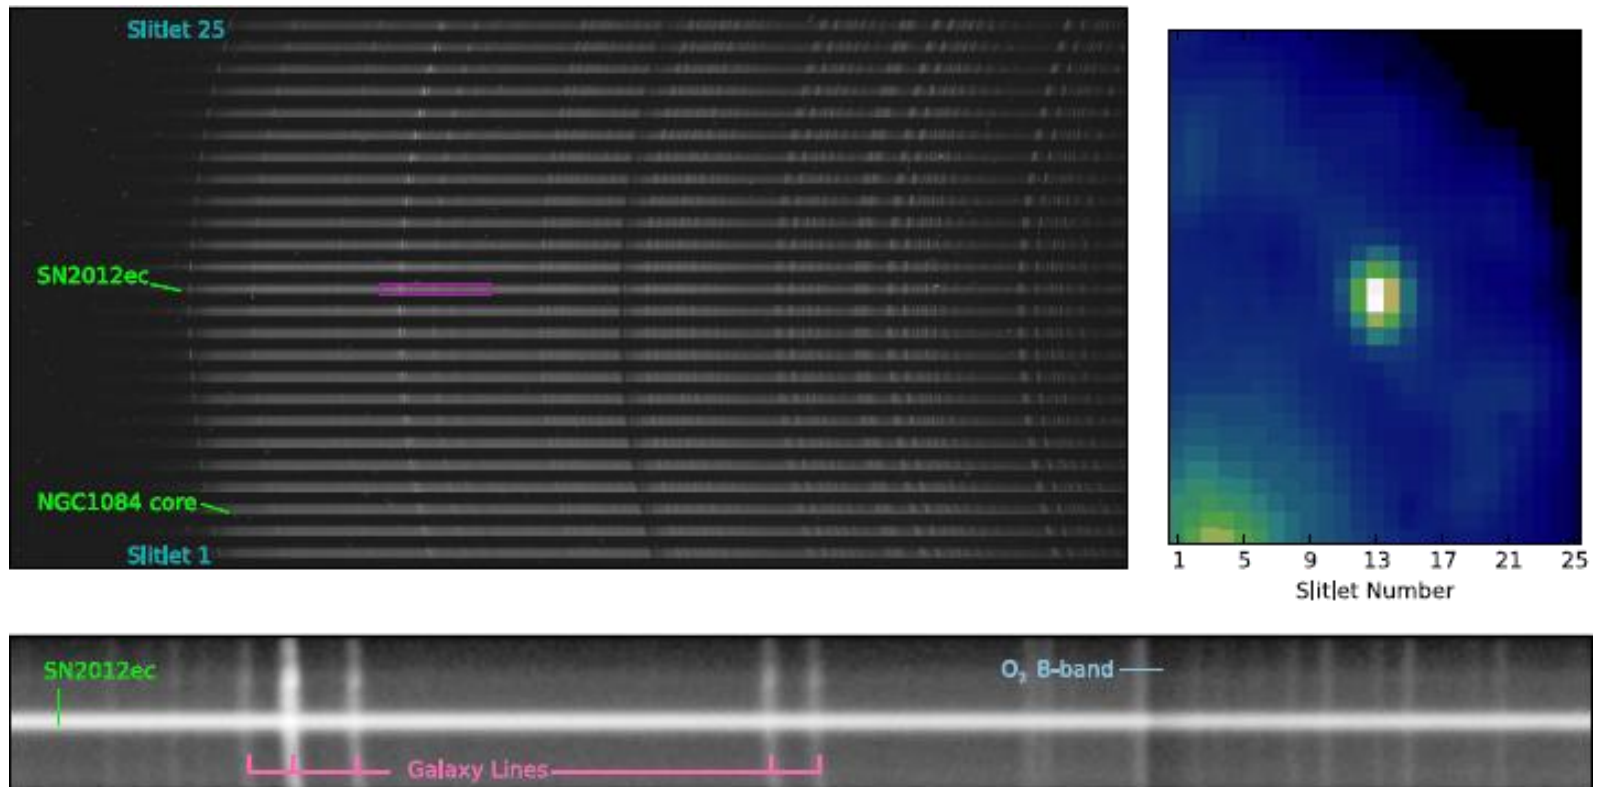 Slitlet 25
SN2012ec
NGC1084 core
Slitlet 1
1 5 9 13 17 21 25
Slitlet Number
SN2012ec
O₂ B-band
Galaxy Lines